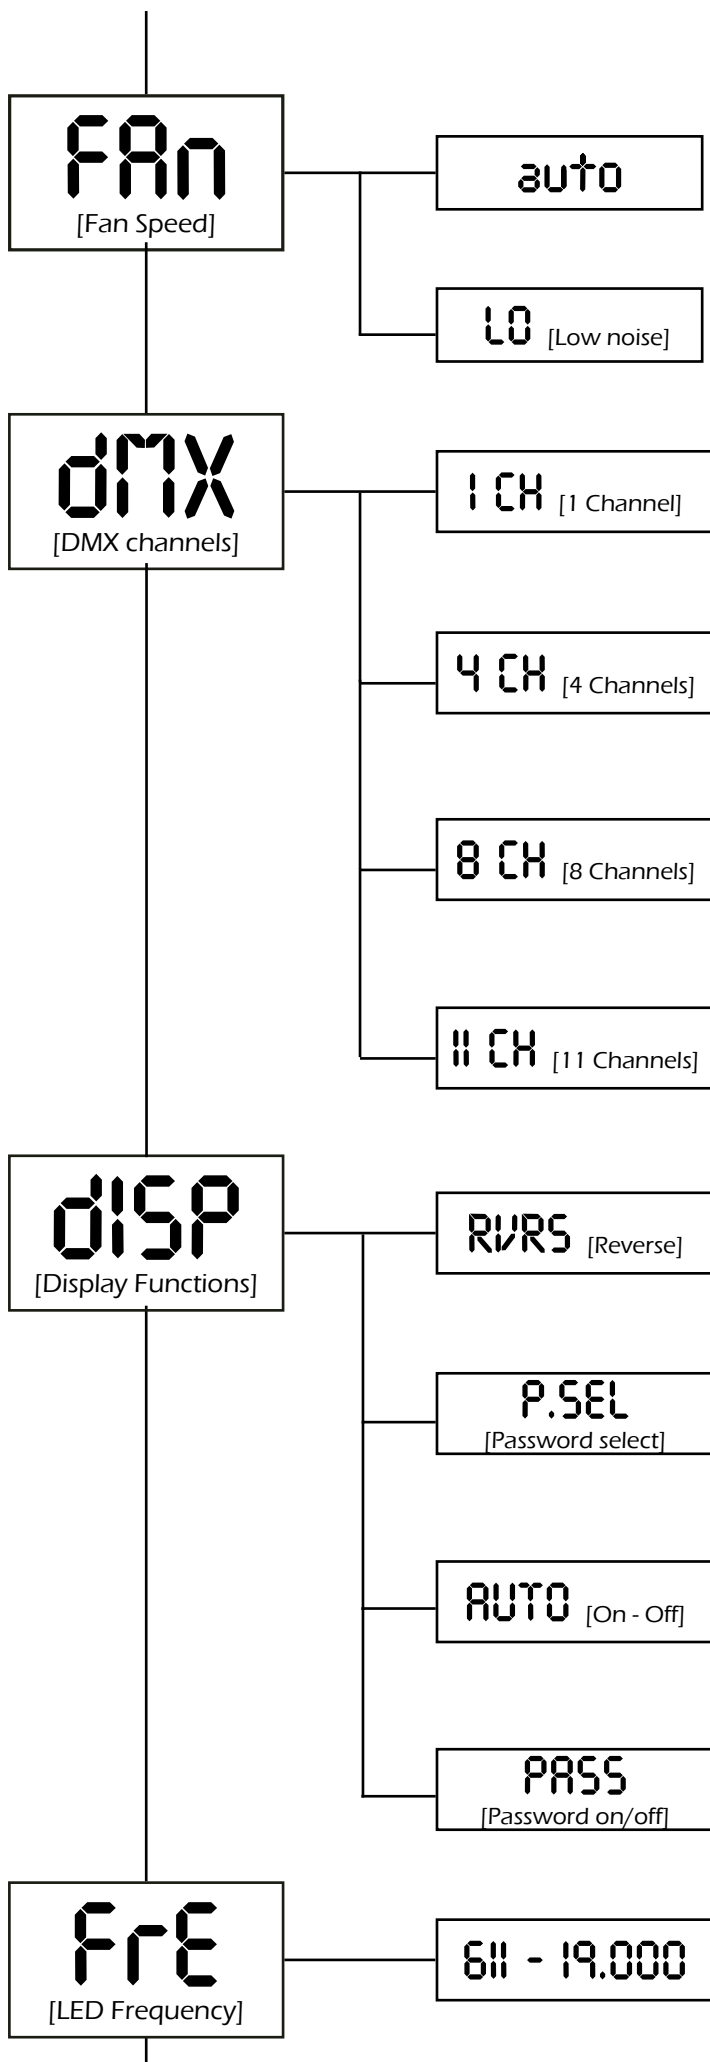 FAn
[Fan Speed]
auto
LO [Low noise]
dMX
[DMX channels]
1 CH [1 Channel]
4 CH [4 Channels]
8 CH [8 Channels]
11 CH [11 Channels]
dISP
[Display Functions]
RVRS [Reverse]
P.SEL
[Password select]
AUTO [On - Off]
PASS
[Password on/off]
FrE
[LED Frequency]
611 - 19.000